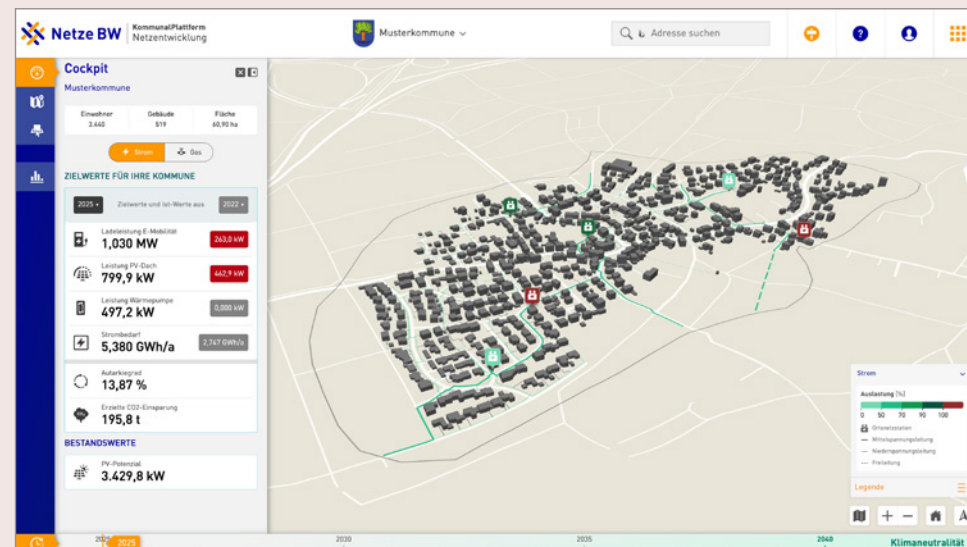 Netze BW
KommunalPlattform
Netzentwicklung
Musterkommune
Adresse suchen
?
Cockpit
Musterkommune
Einwohner Gebäude Fläche
3.440 519 60,90 ha
Strom Gas
ZIELWERTE FÜR IHRE KOMMUNE
2025 Zielwerte und Ist-Werte aus 2022
Ladeleistung E-Mobilität
1,030 MW 263,0 kW
Leistung PV-Dach
799,9 kW 462,9 kW
Leistung Wärmepumpe
497,2 kW 0,000 kW
Strombedarf
5,380 GWh/a 2,747 GWh/a
Autarkiegrad
13,87 %
Erzielte CO2-Einsparung
195,8 t
BESTANDSWERTE
PV-Potenzial
3.429,8 kW
Strom
Auslastung [%]
0 50 70 90 100
Ortsnetzstation
Mittelspannungsleitung
Niederspannungsleitung
Freileitung
Legende
+ −
2025 2030 2035 2040 Klimaneutralität